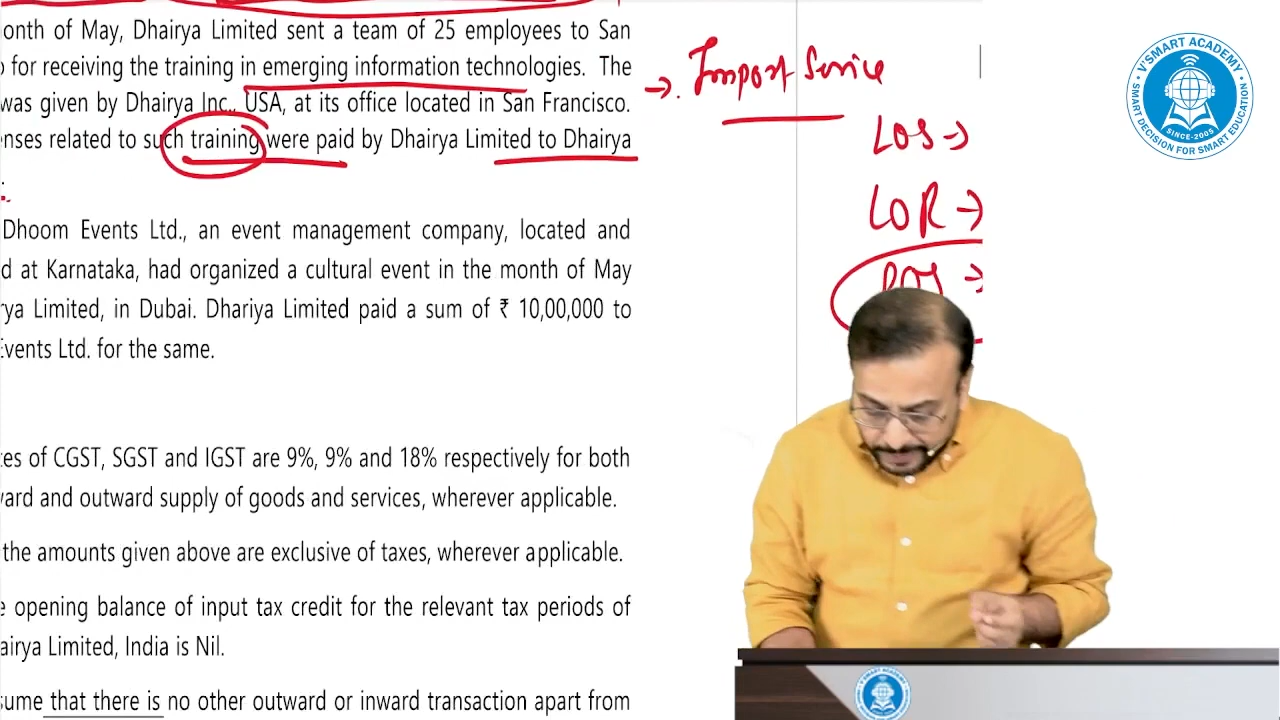 onth of May, Dhairya Limited sent a team of 25 employees to San
for receiving the training in emerging information technologies. The
was given by Dhairya Inc., USA, at its office located in San Francisco.
enses related to such training were paid by Dhairya Limited to Dhairya
.
Dhoom Events Ltd., an event management company, located and
d at Karnataka, had organized a cultural event in the month of May
rya Limited, in Dubai. Dhariya Limited paid a sum of ₹ 10,00,000 to
Events Ltd. for the same.
es of CGST, SGST and IGST are 9%, 9% and 18% respectively for both
ward and outward supply of goods and services, wherever applicable.
the amounts given above are exclusive of taxes, wherever applicable.
e opening balance of input tax credit for the relevant tax periods of
airya Limited, India is Nil.
sume that there is no other outward or inward transaction apart from
→. Import Service
LOS →
LOR →
POS →
V'SMART ACADEMY
SINCE-2005
SMART DECISION FOR SMART EDUCATION